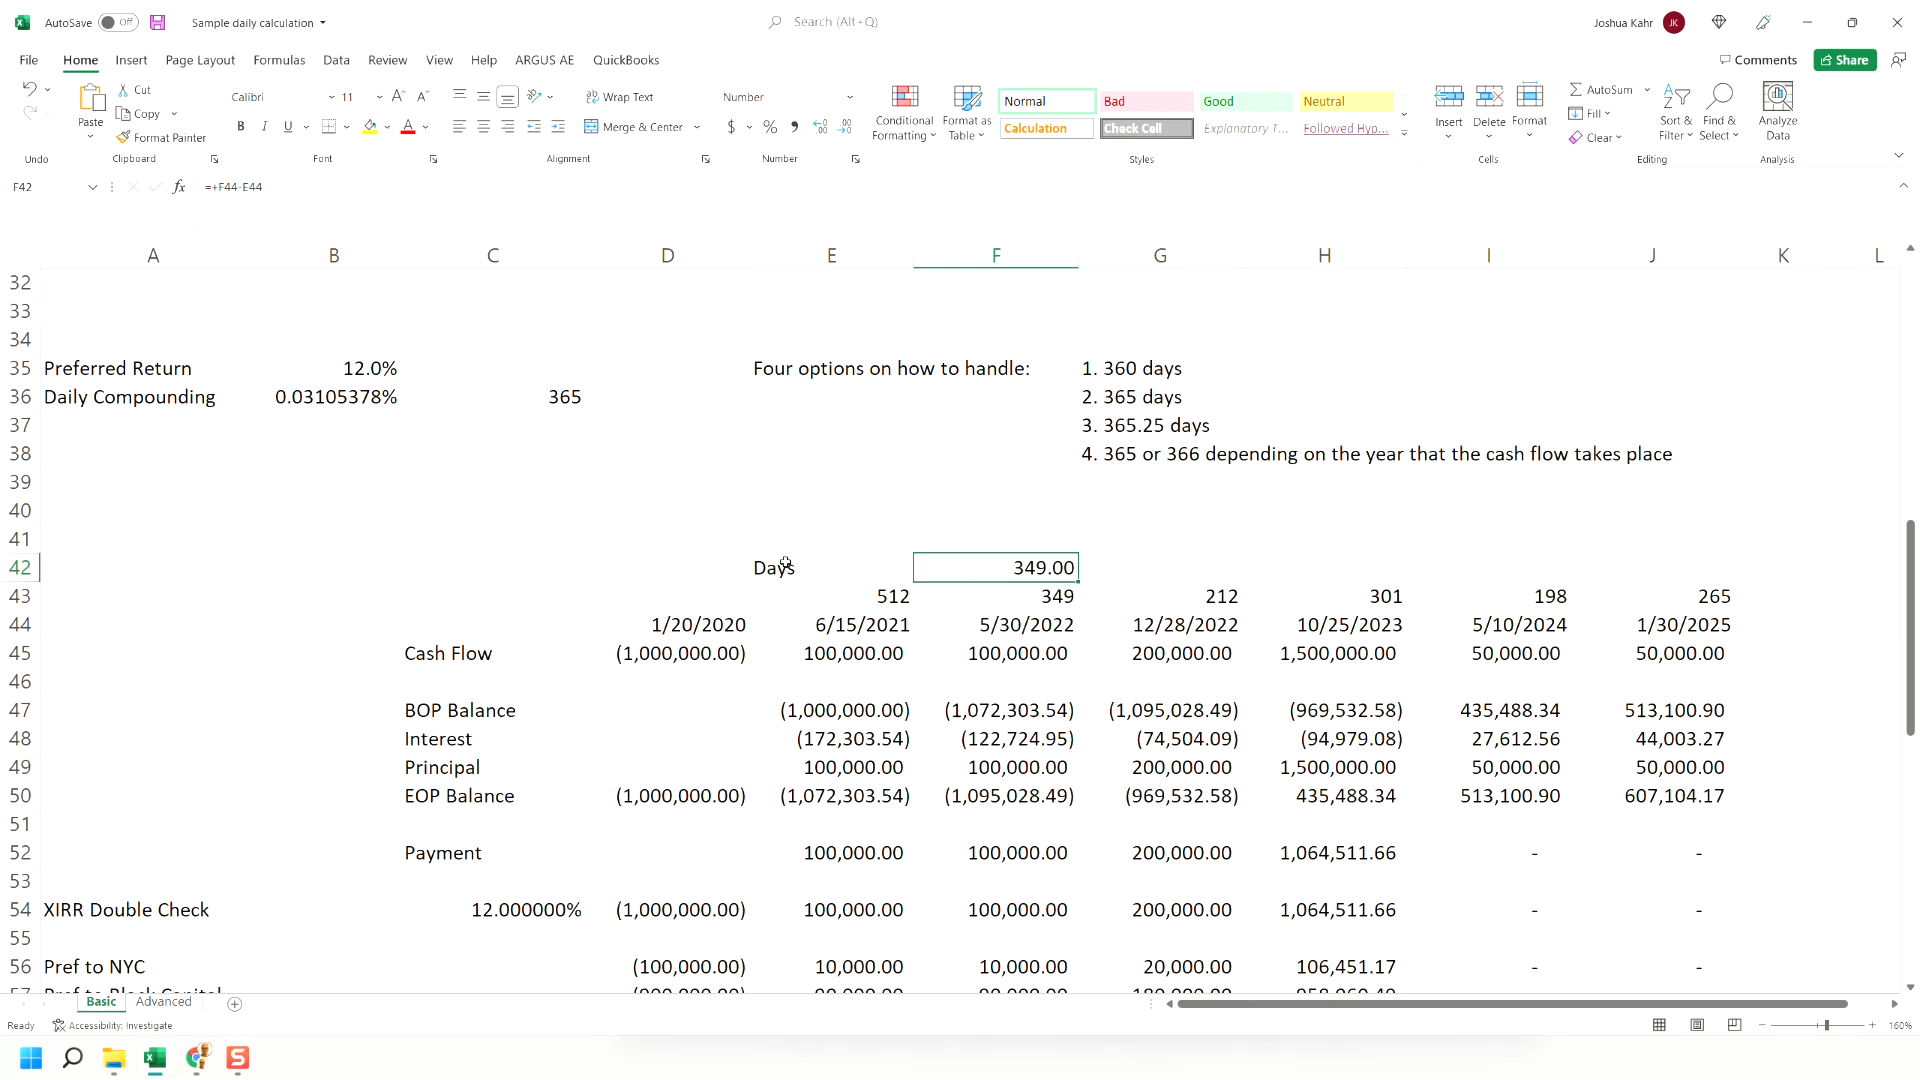 AutoSave Off Sample daily calculation Search (Alt+Q) Joshua Kahr JK
File Home Insert Page Layout Formulas Data Review View Help ARGUS AE QuickBooks Comments Share
Paste Cut Copy Format Painter
Calibri 11
B I U A
Wrap Text
Merge & Center
Number
$ % ,
Conditional Formatting Format as Table
Normal Bad Good Neutral
Calculation Check Cell Explanatory T... Followed Hyp...
Insert Delete Format
AutoSum Fill Clear
Sort & Filter Find & Select Analyze Data
Undo Clipboard Font Alignment Number Styles Cells Editing Analysis
F42 fx =+F44-E44
A B C D E F G H I J K L
32
33
34
35 Preferred Return 12.0% Four options on how to handle: 1. 360 days
36 Daily Compounding 0.03105378% 365 2. 365 days
37 3. 365.25 days
38 4. 365 or 366 depending on the year that the cash flow takes place
39
40
41
42 Days 349.00
43 512 349 212 301 198 265
44 1/20/2020 6/15/2021 5/30/2022 12/28/2022 10/25/2023 5/10/2024 1/30/2025
45 Cash Flow (1,000,000.00) 100,000.00 100,000.00 200,000.00 1,500,000.00 50,000.00 50,000.00
46
47 BOP Balance (1,000,000.00) (1,072,303.54) (1,095,028.49) (969,532.58) 435,488.34 513,100.90
48 Interest (172,303.54) (122,724.95) (74,504.09) (94,979.08) 27,612.56 44,003.27
49 Principal 100,000.00 100,000.00 200,000.00 1,500,000.00 50,000.00 50,000.00
50 EOP Balance (1,000,000.00) (1,072,303.54) (1,095,028.49) (969,532.58) 435,488.34 513,100.90 607,104.17
51
52 Payment 100,000.00 100,000.00 200,000.00 1,064,511.66 - -
53
54 XIRR Double Check 12.000000% (1,000,000.00) 100,000.00 100,000.00 200,000.00 1,064,511.66 - -
55
56 Pref to NYC (100,000.00) 10,000.00 10,000.00 20,000.00 106,451.17 - -
Basic Advanced
Ready Accessibility: Investigate 160%